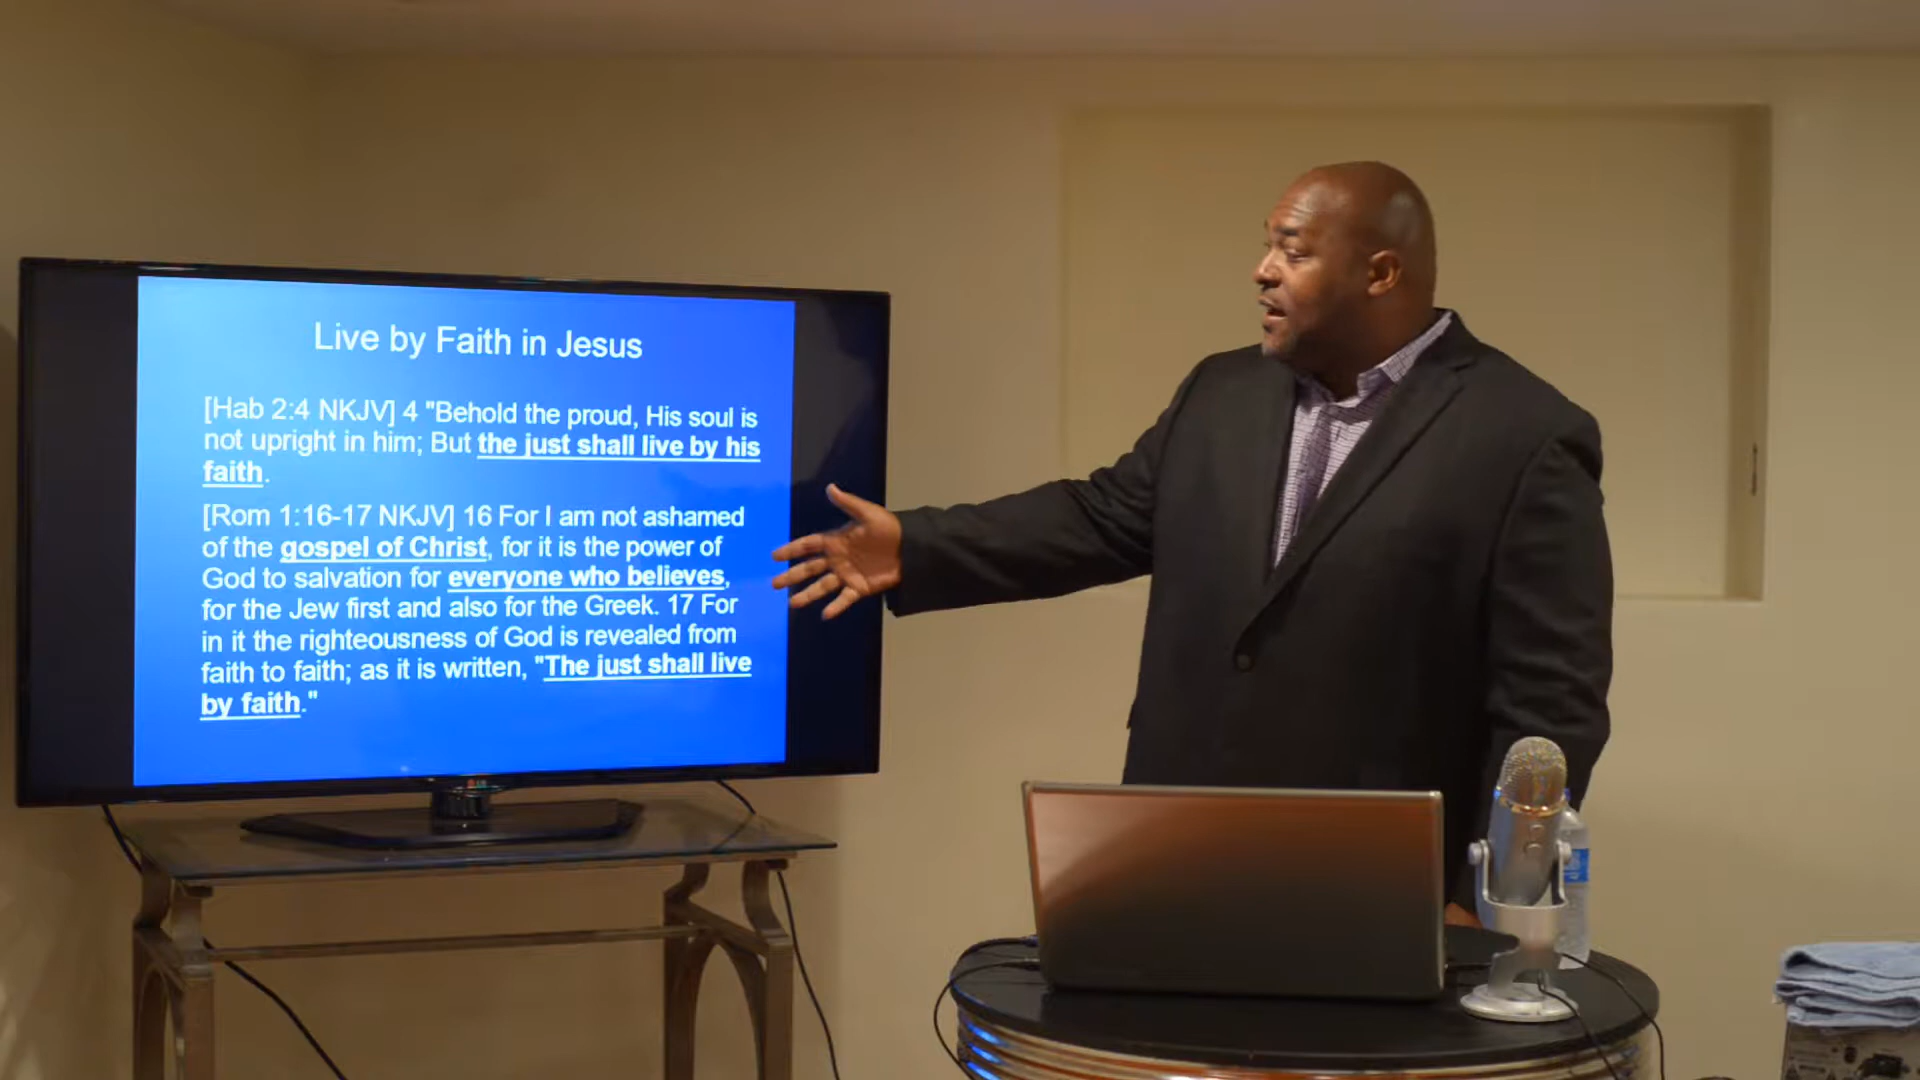 Live by Faith in Jesus
[Hab 2:4 NKJV] 4 "Behold the proud, His soul is
not upright in him; But the just shall live by his
faith.
[Rom 1:16-17 NKJV] 16 For I am not ashamed
of the gospel of Christ, for it is the power of
God to salvation for everyone who believes,
for the Jew first and also for the Greek. 17 For
in it the righteousness of God is revealed from
faith to faith; as it is written, "The just shall live
by faith."
LG